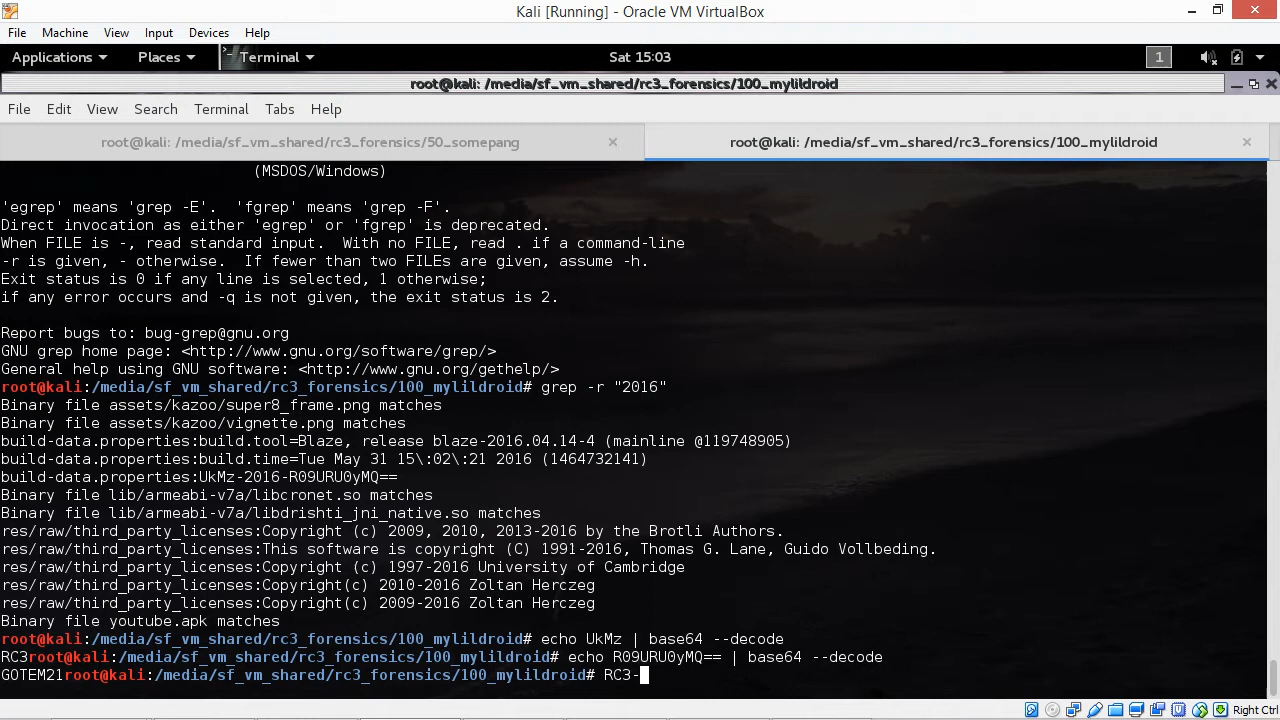 Kali [Running] - Oracle VM VirtualBox
File Machine View Input Devices Help
Applications Places Terminal Sat 15:03 1
root@kali: /media/sf_vm_shared/rc3_forensics/100_mylildroid
File Edit View Search Terminal Tabs Help
root@kali: /media/sf_vm_shared/rc3_forensics/50_somepang root@kali: /media/sf_vm_shared/rc3_forensics/100_mylildroid
(MSDOS/Windows)
'egrep' means 'grep -E'.  'fgrep' means 'grep -F'.
Direct invocation as either 'egrep' or 'fgrep' is deprecated.
When FILE is -, read standard input.  With no FILE, read . if a command-line
-r is given, - otherwise.  If fewer than two FILEs are given, assume -h.
Exit status is 0 if any line is selected, 1 otherwise;
if any error occurs and -q is not given, the exit status is 2.
Report bugs to: bug-grep@gnu.org
GNU grep home page: <http://www.gnu.org/software/grep/>
General help using GNU software: <http://www.gnu.org/gethelp/>
root@kali:/media/sf_vm_shared/rc3_forensics/100_mylildroid# grep -r "2016"
Binary file assets/kazoo/super8_frame.png matches
Binary file assets/kazoo/vignette.png matches
build-data.properties:build.tool=Blaze, release blaze-2016.04.14-4 (mainline @119748905)
build-data.properties:build.time=Tue May 31 15\:02\:21 2016 (1464732141)
build-data.properties:UkMz-2016-R09URU0yMQ==
Binary file lib/armeabi-v7a/libcronet.so matches
Binary file lib/armeabi-v7a/libdrishti_jni_native.so matches
res/raw/third_party_licenses:Copyright (c) 2009, 2010, 2013-2016 by the Brotli Authors.
res/raw/third_party_licenses:This software is copyright (C) 1991-2016, Thomas G. Lane, Guido Vollbeding.
res/raw/third_party_licenses:Copyright (c) 1997-2016 University of Cambridge
res/raw/third_party_licenses:Copyright(c) 2010-2016 Zoltan Herczeg
res/raw/third_party_licenses:Copyright(c) 2009-2016 Zoltan Herczeg
Binary file youtube.apk matches
root@kali:/media/sf_vm_shared/rc3_forensics/100_mylildroid# echo UkMz | base64 --decode
RC3root@kali:/media/sf_vm_shared/rc3_forensics/100_mylildroid# echo R09URU0yMQ== | base64 --decode
GOTEM21root@kali:/media/sf_vm_shared/rc3_forensics/100_mylildroid# RC3-
Right Ctrl